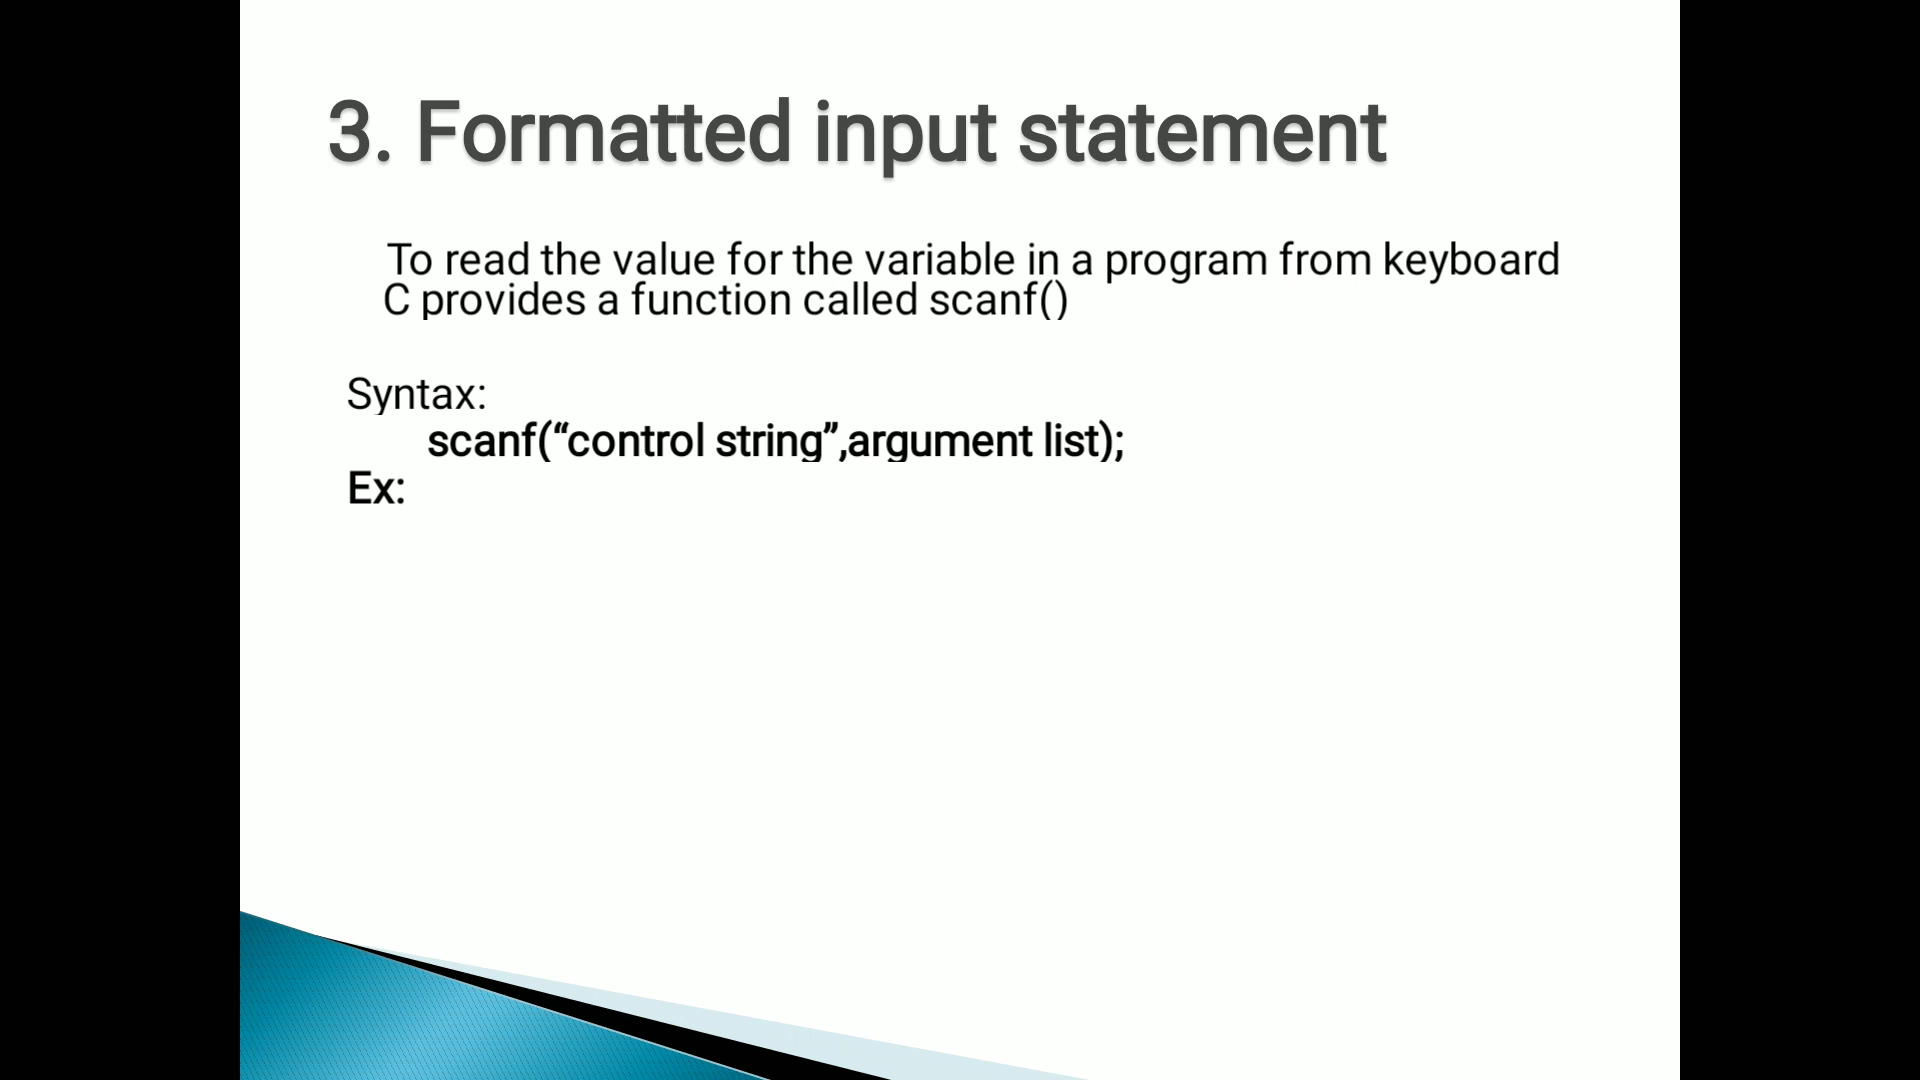 3. Formatted input statement
To read the value for the variable in a program from keyboard
C provides a function called scanf()
Syntax:
scanf(“control string”,argument list);
Ex: